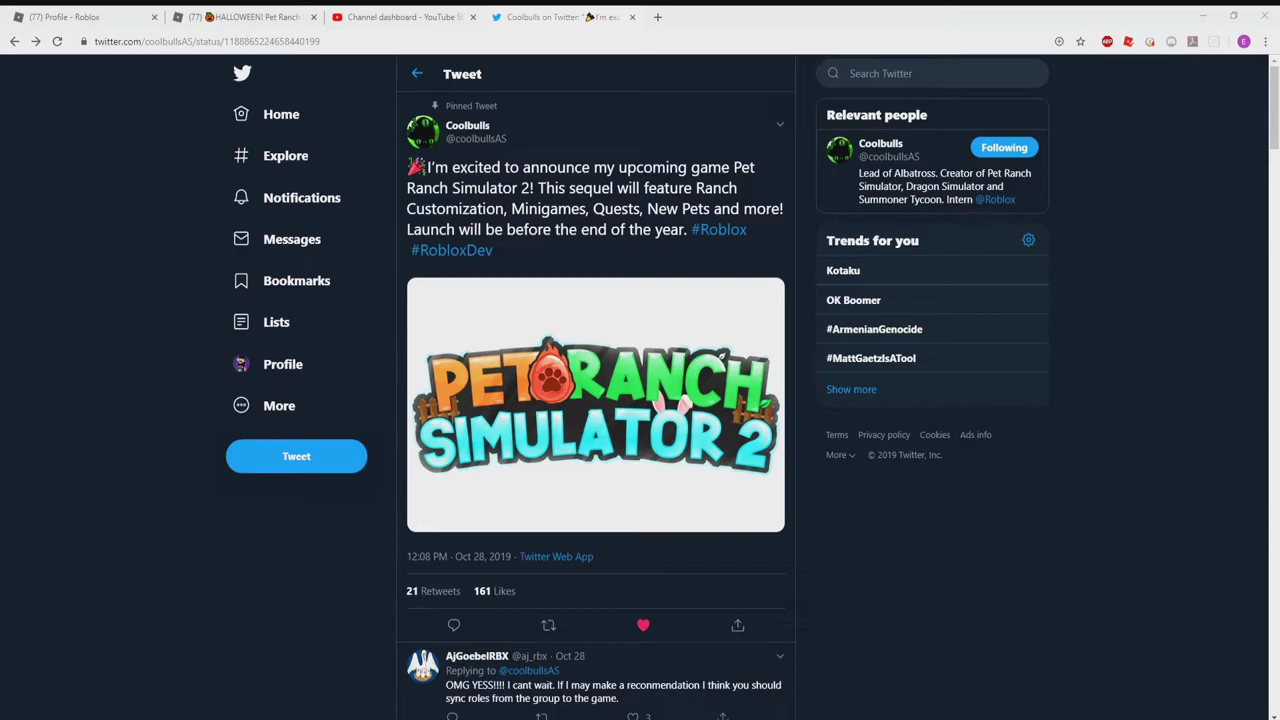 (77) Profile - Roblox
(77) 🎃HALLOWEEN! Pet Ranch
Channel dashboard - YouTube St
Coolbulls on Twitter: "🎉I'm exc
twitter.com/coolbullsAS/status/1188865224658440199
ABP
E
Home
Explore
Notifications
Messages
Bookmarks
Lists
Profile
More
Tweet
Tweet
Pinned Tweet
Coolbulls
@coolbullsAS
🎉I'm excited to announce my upcoming game Pet
Ranch Simulator 2! This sequel will feature Ranch
Customization, Minigames, Quests, New Pets and more!
Launch will be before the end of the year. #Roblox
#RobloxDev
PET RANCH
SIMULATOR 2
12:08 PM · Oct 28, 2019 · Twitter Web App
21 Retweets 161 Likes
AjGoebelRBX @aj_rbx · Oct 28
Replying to @coolbullsAS
OMG YESS!!!! I cant wait. If I may make a recommendation I think you should
sync roles from the group to the game.
3
Search Twitter
Relevant people
Coolbulls
@coolbullsAS
Following
Lead of Albatross. Creator of Pet Ranch
Simulator, Dragon Simulator and
Summoner Tycoon. Intern @Roblox
Trends for you
Kotaku
OK Boomer
#ArmenianGenocide
#MattGaetzIsATool
Show more
Terms Privacy policy Cookies Ads info
More © 2019 Twitter, Inc.